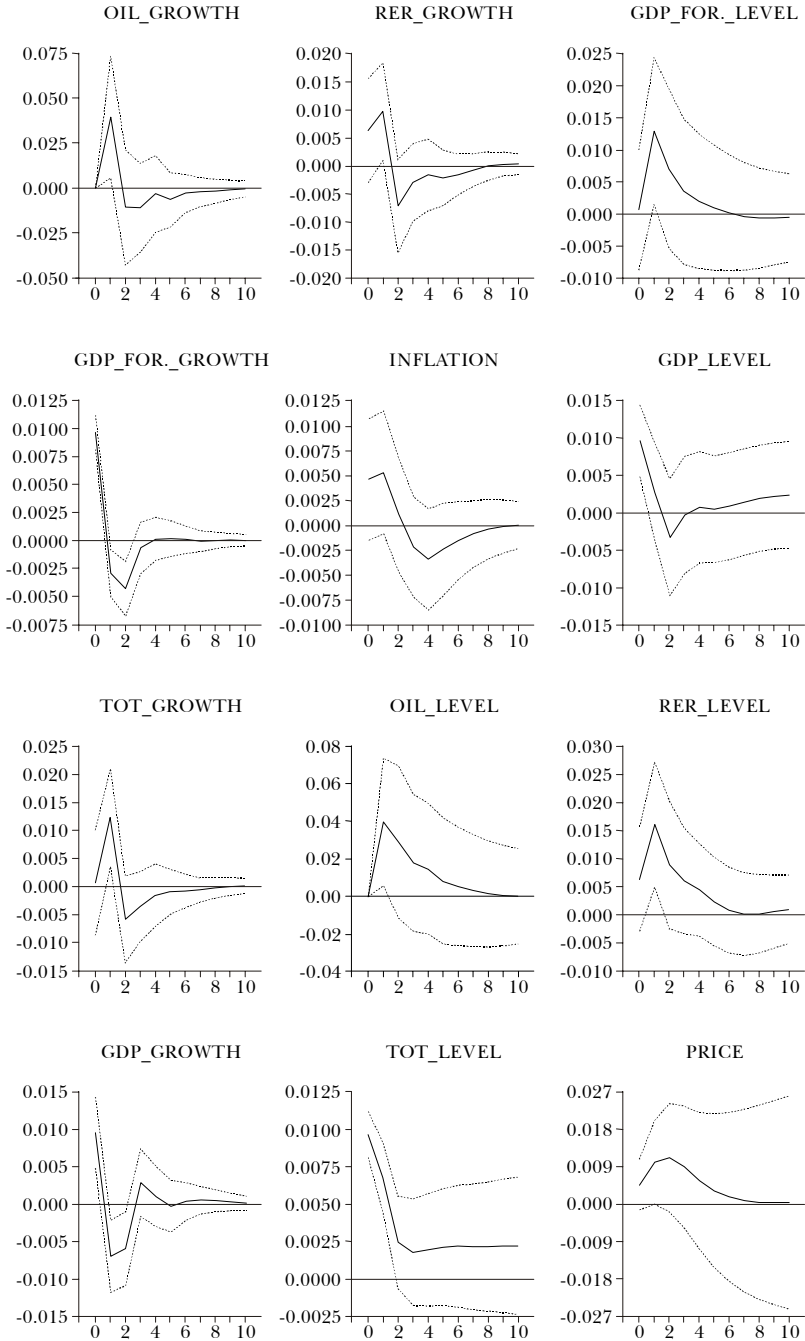 OIL_GROWTH RER_GROWTH GDP_FOR._LEVEL
0.075 0.020 0.025
0.050 0.015 0.020
0.025 0.010 0.015
0.000 0.005 0.010
-0.025 0.000 0.005
-0.050 -0.005 0.000
-0.010 -0.005
-0.015 -0.010
-0.020
0 2 4 6 8 10 0 2 4 6 8 10 0 2 4 6 8 10
GDP_FOR._GROWTH INFLATION GDP_LEVEL
0.0125 0.0125 0.015
0.0100 0.0100 0.010
0.0075 0.0075 0.005
0.0050 0.0050 0.000
0.0025 0.0025 -0.005
0.0000 0.0000 -0.010
-0.0025 -0.0025 -0.015
-0.0050 -0.0050
-0.0075 -0.0075
-0.0100
0 2 4 6 8 10 0 2 4 6 8 10 0 2 4 6 8 10
TOT_GROWTH OIL_LEVEL RER_LEVEL
0.025 0.08 0.030
0.020 0.06 0.025
0.015 0.04 0.020
0.010 0.02 0.015
0.005 0.00 0.010
0.000 -0.02 0.005
-0.005 -0.04 0.000
-0.010 -0.005
-0.015 -0.010
0 2 4 6 8 10 0 2 4 6 8 10 0 2 4 6 8 10
GDP_GROWTH TOT_LEVEL PRICE
0.015 0.0125 0.027
0.010 0.0100 0.018
0.005 0.0075 0.009
0.000 0.0050 0.000
-0.005 0.0025 -0.009
-0.010 0.0000 -0.018
-0.015 -0.0025 -0.027
0 2 4 6 8 10 0 2 4 6 8 10 0 2 4 6 8 10